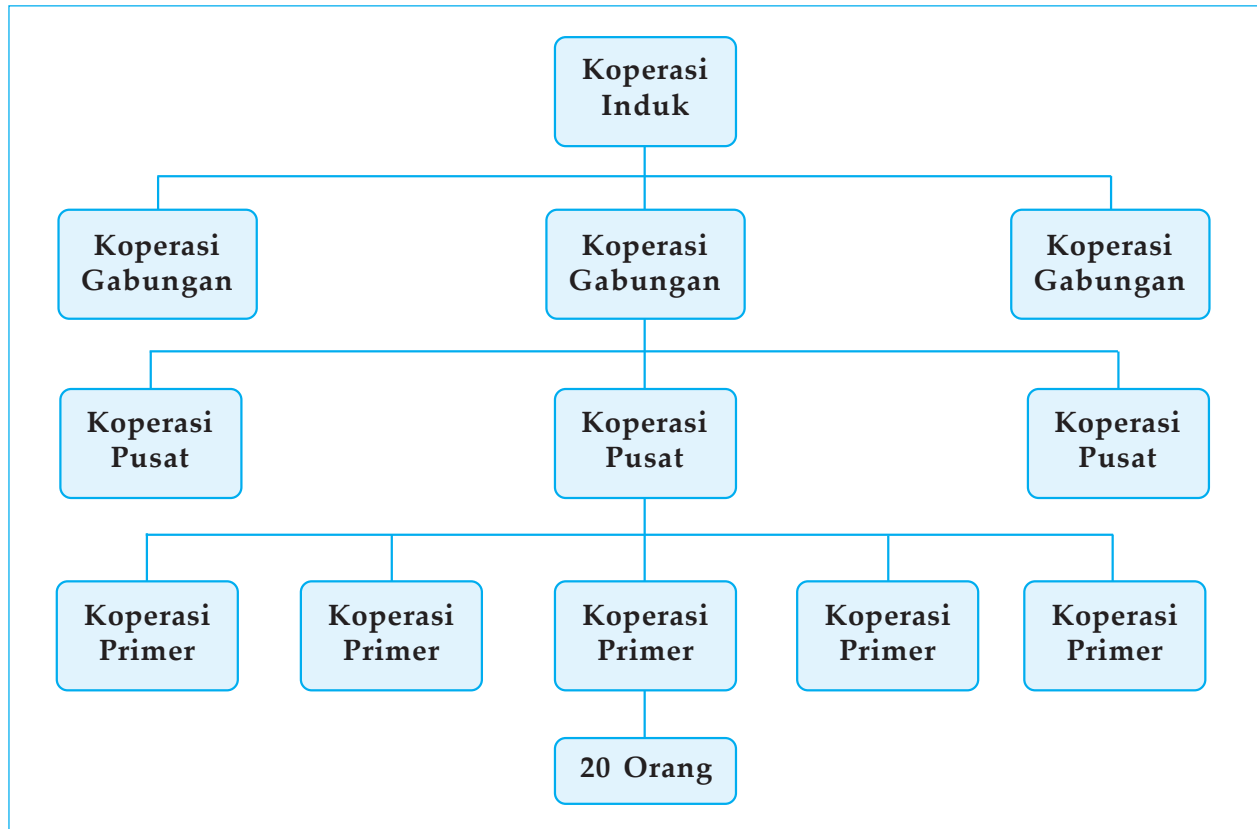 Koperasi
Induk
Koperasi
Gabungan
Koperasi
Gabungan
Koperasi
Gabungan
Koperasi
Pusat
Koperasi
Pusat
Koperasi
Pusat
Koperasi
Primer
Koperasi
Primer
Koperasi
Primer
Koperasi
Primer
Koperasi
Primer
20 Orang